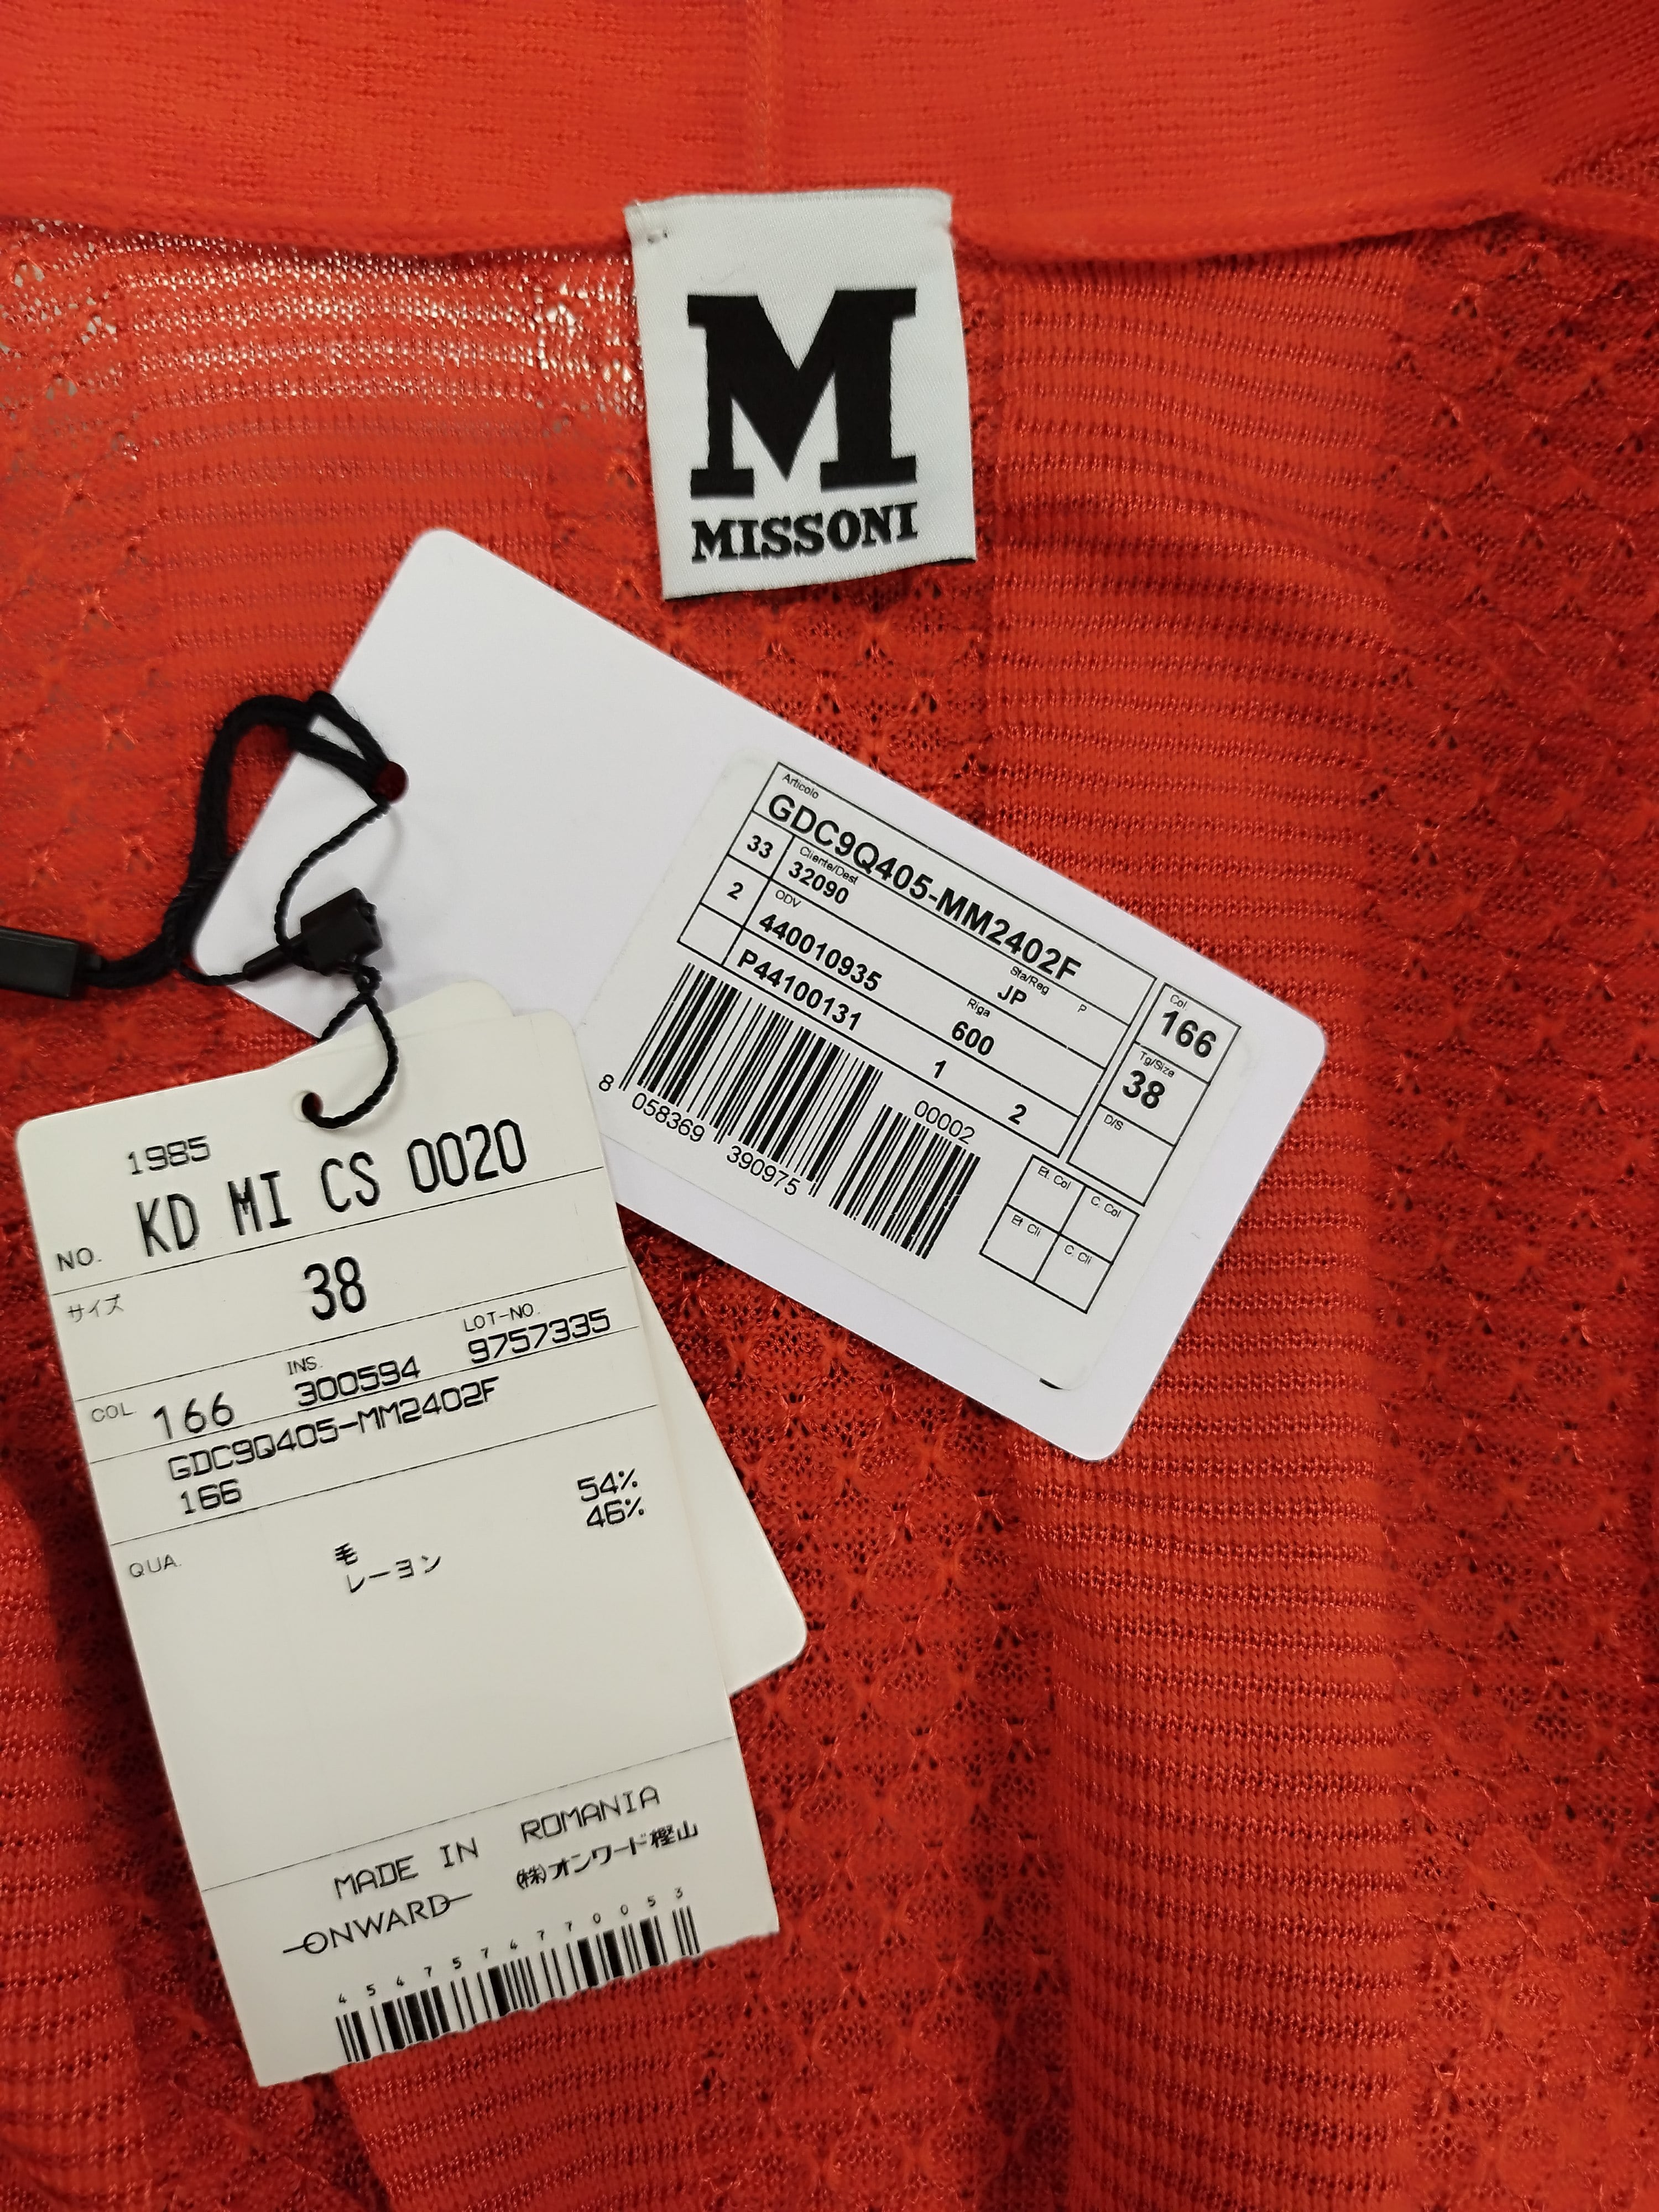 M
MISSONI
Articolo
GDC9Q405-MM2402F
33 Cliente/Dest 32090 Sta/Reg JP P
2 ODV 440010935 Riga 600
P44100131 1 2
Col. 166
Tg/Size 38
D/S
00002
8 058369 390975
Et. Col C. Col
Et Cli C. Cli
1985
NO. KD MI CS 0020
サイズ 38
COL 166 INS. 300594 LOT-NO. 9757335
GDC9Q405-MM2402F
166
QUA. 毛 54%
レーヨン 46%
MADE IN ROMANIA
ONWARD ㈱オンワード樫山
4547574770053